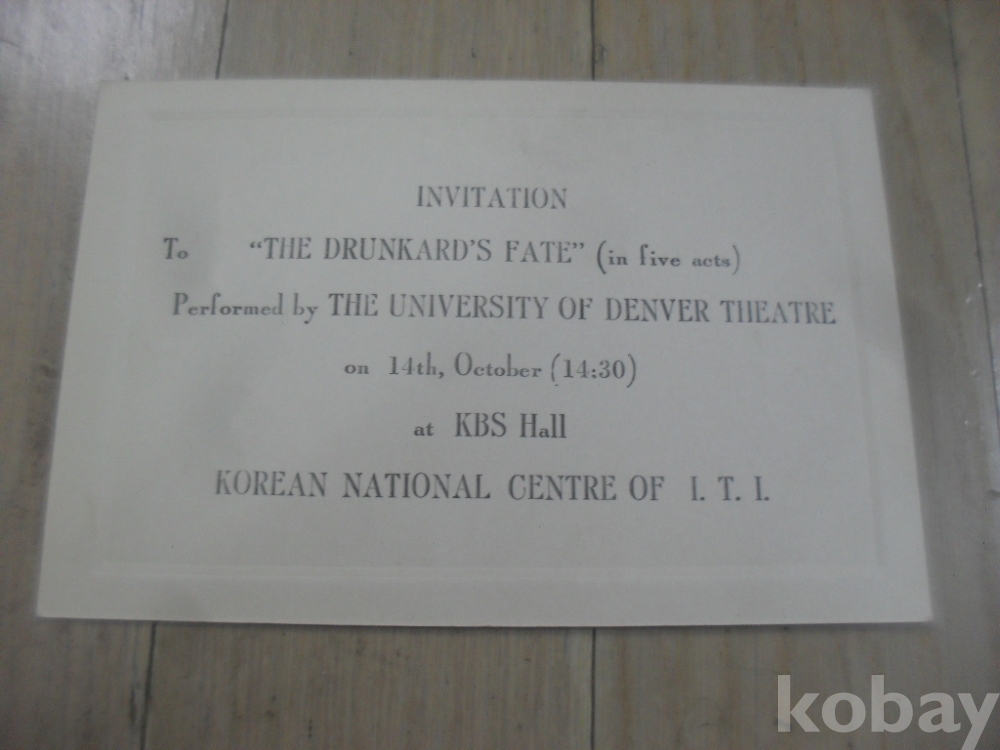 INVITATION
To "THE DRUNKARD'S FATE" (in five acts)
Performed by THE UNIVERSITY OF DENVER THEATRE
on 14th, October (14:30)
at KBS Hall
KOREAN NATIONAL CENTRE OF I. T. I.
kobay